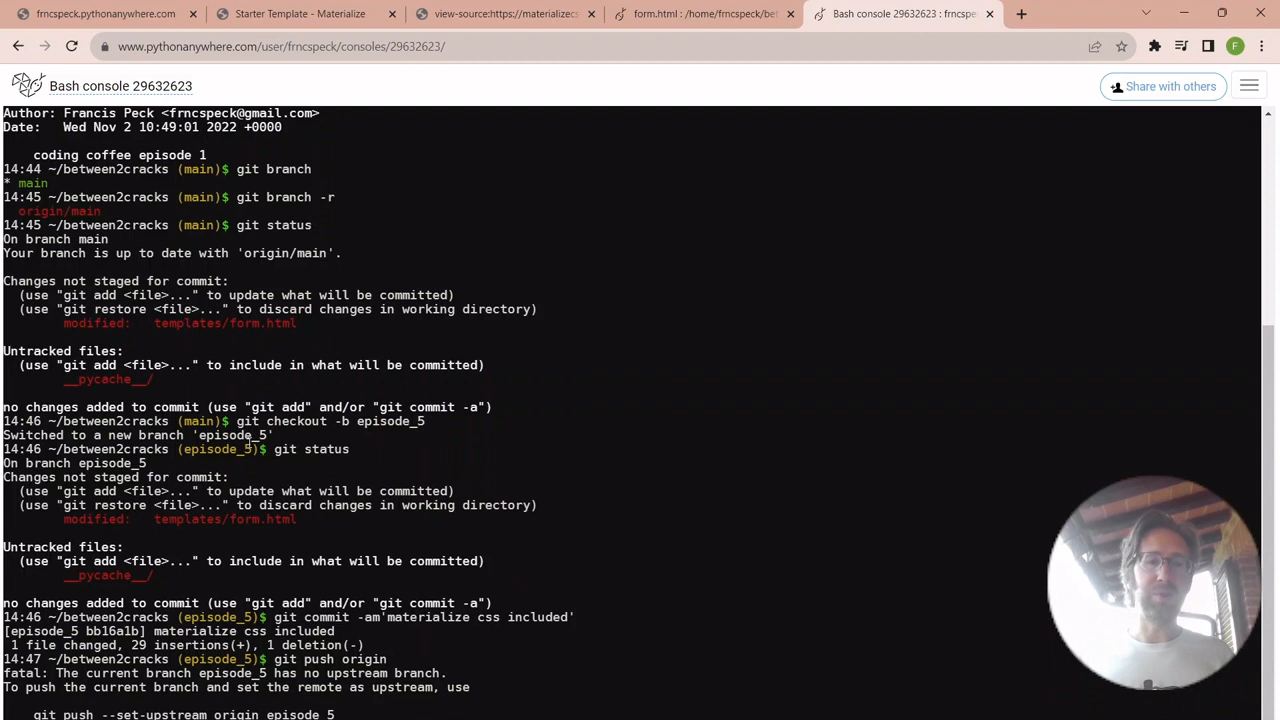 frncspeck.pythonanywhere.com
Starter Template - Materialize
view-source:https://materializecs
form.html : /home/frncspeck/bet
Bash console 29632623 : frncspe
www.pythonanywhere.com/user/frncspeck/consoles/29632623/
F
Bash console 29632623
Share with others
Author: Francis Peck <frncspeck@gmail.com>
Date:   Wed Nov 2 10:49:01 2022 +0000
coding coffee episode 1
14:44 ~/between2cracks (main)$ git branch
* main
14:45 ~/between2cracks (main)$ git branch -r
origin/main
14:45 ~/between2cracks (main)$ git status
On branch main
Your branch is up to date with 'origin/main'.
Changes not staged for commit:
(use "git add <file>..." to update what will be committed)
(use "git restore <file>..." to discard changes in working directory)
modified:   templates/form.html
Untracked files:
(use "git add <file>..." to include in what will be committed)
__pycache__/
no changes added to commit (use "git add" and/or "git commit -a")
14:46 ~/between2cracks (main)$ git checkout -b episode_5
Switched to a new branch 'episode_5'
14:46 ~/between2cracks (episode_5)$ git status
On branch episode_5
Changes not staged for commit:
(use "git add <file>..." to update what will be committed)
(use "git restore <file>..." to discard changes in working directory)
modified:   templates/form.html
Untracked files:
(use "git add <file>..." to include in what will be committed)
__pycache__/
no changes added to commit (use "git add" and/or "git commit -a")
14:46 ~/between2cracks (episode_5)$ git commit -am'materialize css included'
[episode_5 bb16a1b] materialize css included
1 file changed, 29 insertions(+), 1 deletion(-)
14:47 ~/between2cracks (episode_5)$ git push origin
fatal: The current branch episode_5 has no upstream branch.
To push the current branch and set the remote as upstream, use
git push --set-upstream origin episode_5